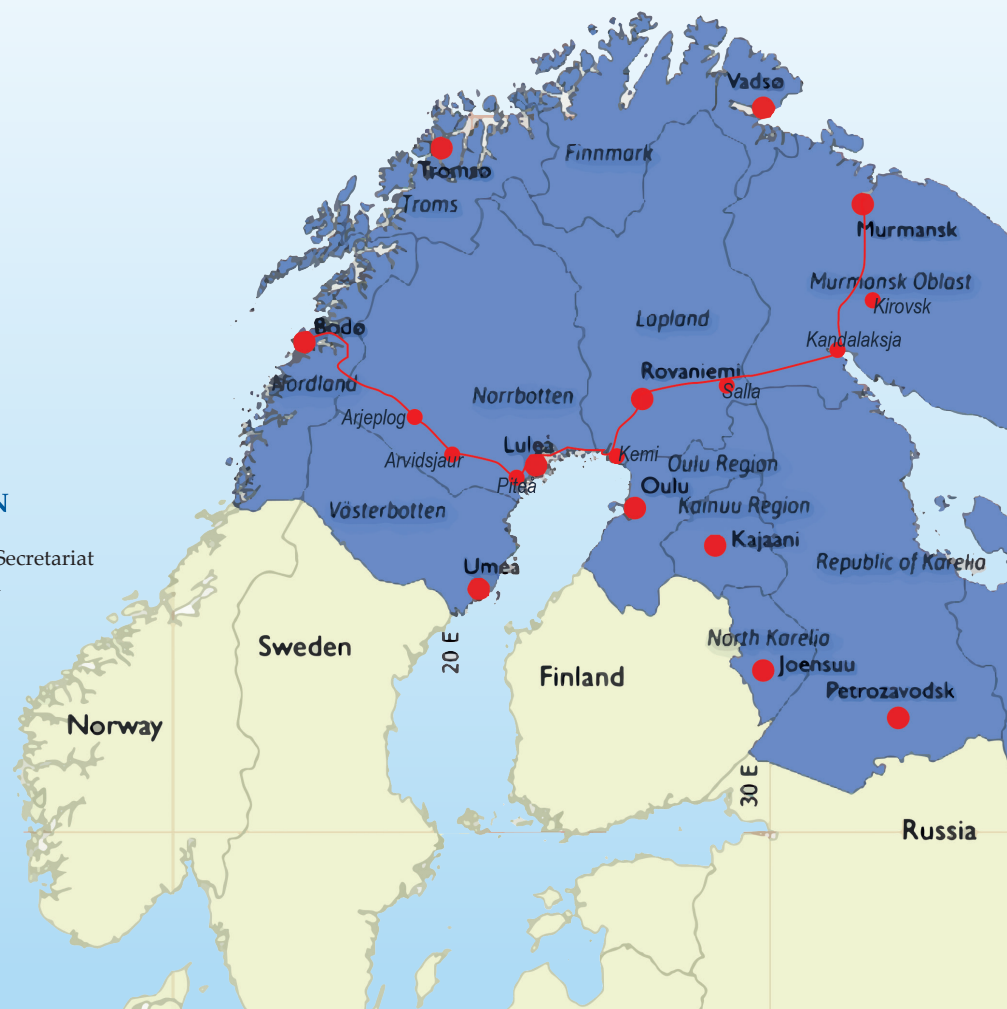 Vadsø
Finnmark
Tromsø
Troms
Murmansk
Murmansk Oblast
Kirovsk
Lapland
Bodø
Kandalaksja
Rovaniemi
Nordland
Salla
Norrbotten
Arjeplog
Luleå
Arvidsjaur
Kemi
Oulu Region
Piteå
Oulu
N
Västerbotten
Kainuu Region
Kajaani
Secretariat
Umeå
Republic of Karelia
20 E
Sweden
North Karelia
Joensuu
Finland
Petrozavodsk
Norway
30 E
Russia